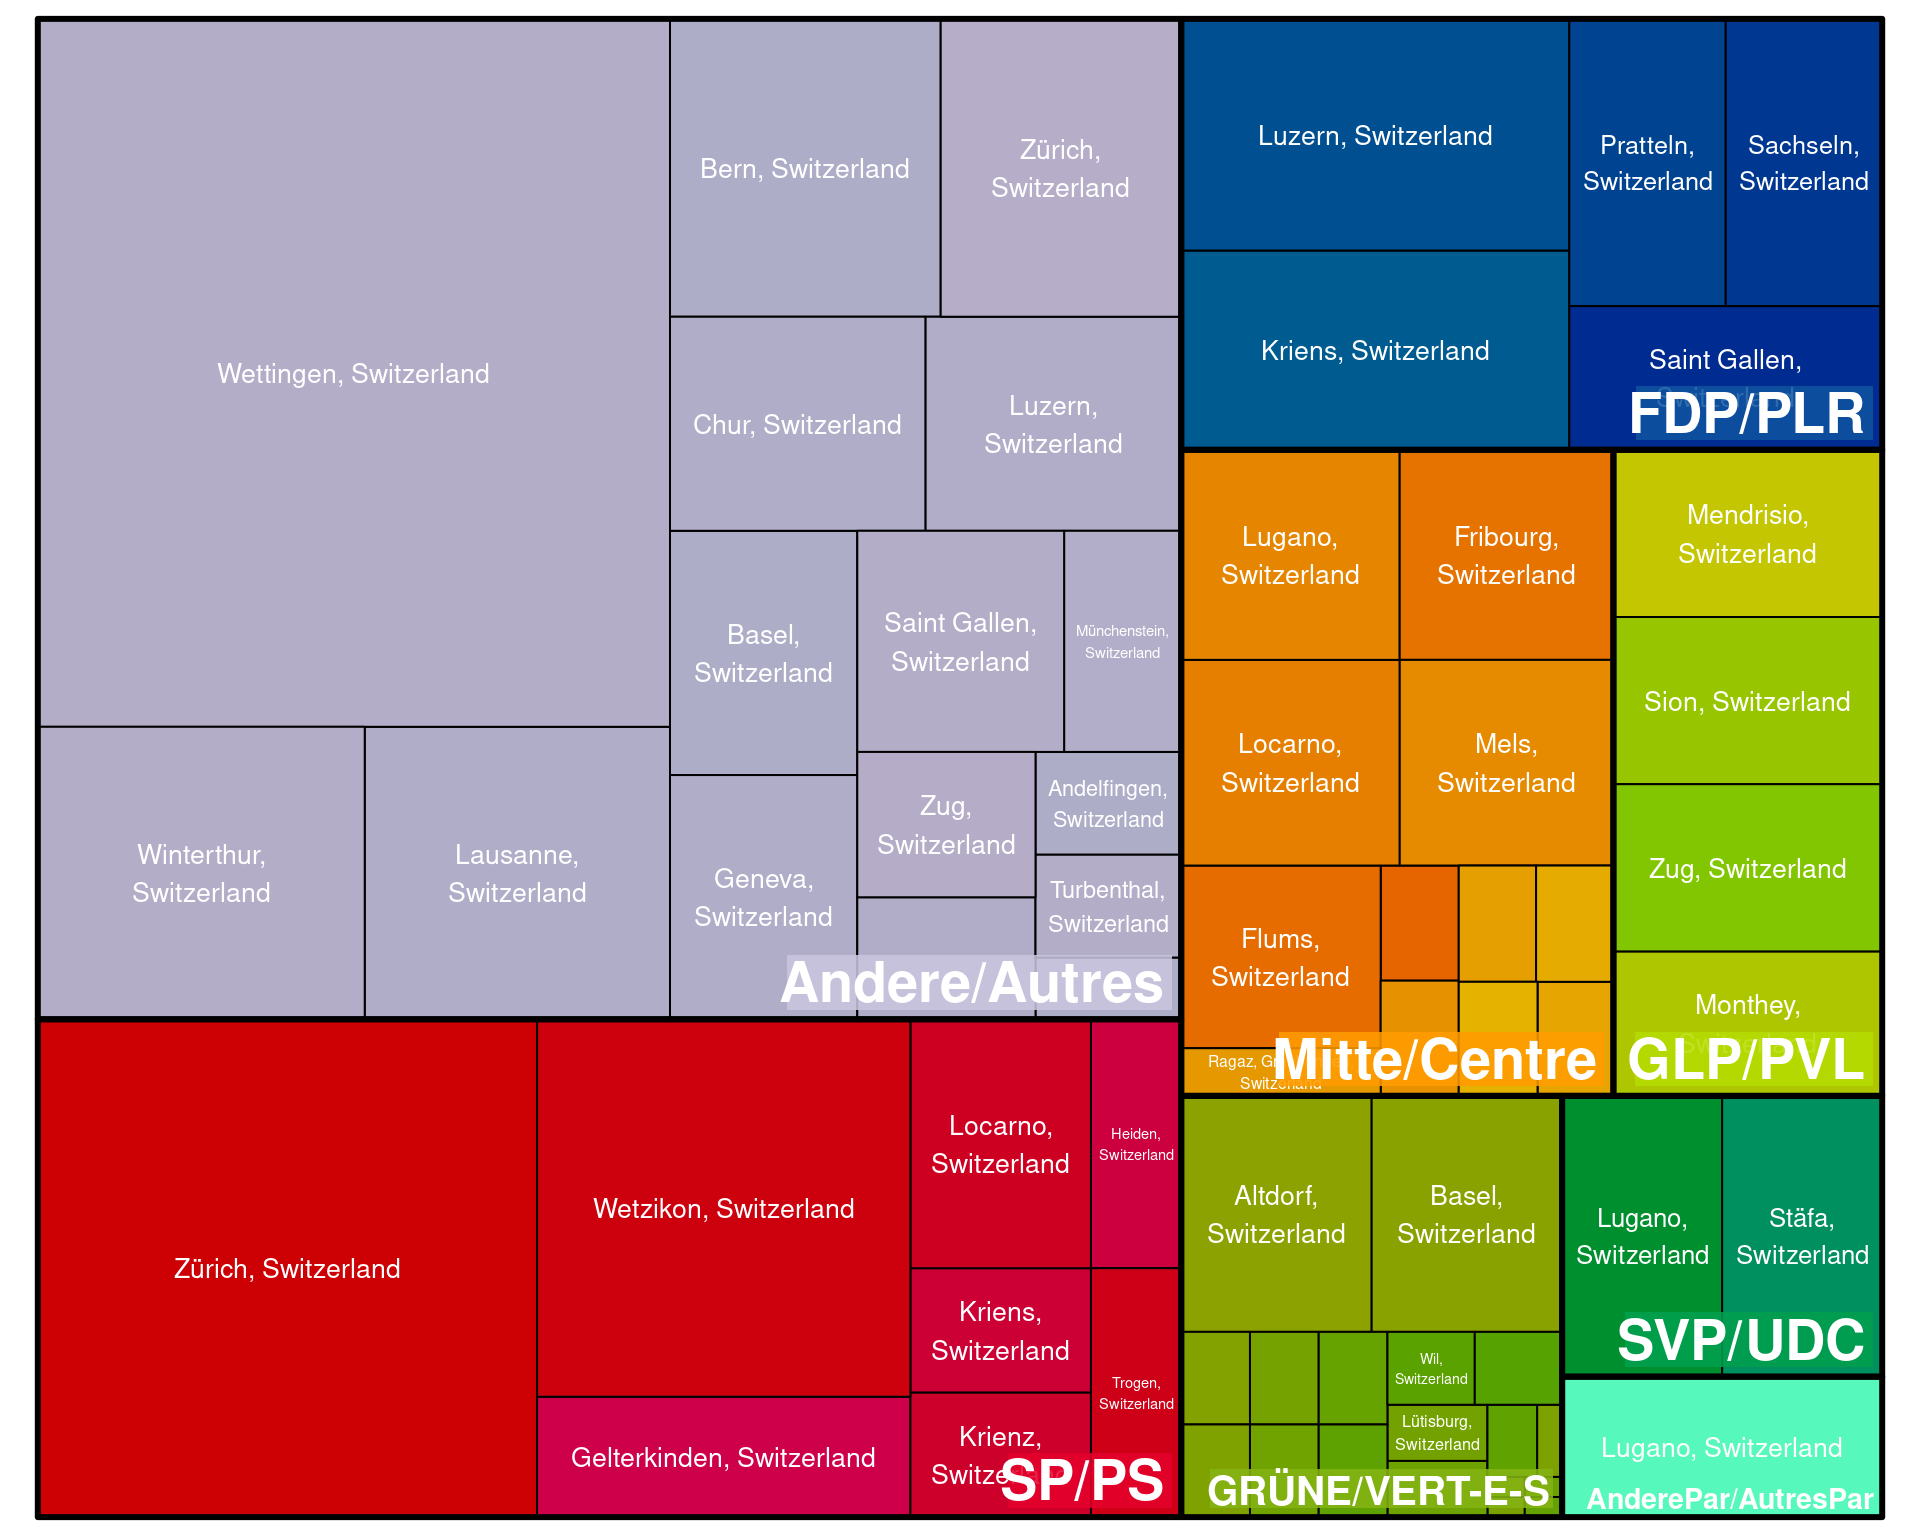 Wettingen, Switzerland
Bern, Switzerland
Zürich,
Switzerland
Chur, Switzerland
Luzern,
Switzerland
Basel,
Switzerland
Saint Gallen,
Switzerland
Münchenstein,
Switzerland
Winterthur,
Switzerland
Lausanne,
Switzerland
Geneva,
Switzerland
Zug,
Switzerland
Andelfingen,
Switzerland
Turbenthal,
Switzerland
Andere/Autres
Luzern, Switzerland
Kriens, Switzerland
Pratteln,
Switzerland
Sachseln,
Switzerland
Saint Gallen,
Switzerland
FDP/PLR
Lugano,
Switzerland
Fribourg,
Switzerland
Locarno,
Switzerland
Mels,
Switzerland
Flums,
Switzerland
Ragaz,
Switzerland
Mitte/Centre
Mendrisio,
Switzerland
Sion, Switzerland
Zug, Switzerland
Monthey,
Switzerland
GLP/PVL
Zürich, Switzerland
Wetzikon, Switzerland
Gelterkinden, Switzerland
Locarno,
Switzerland
Heiden,
Switzerland
Kriens,
Switzerland
Krienz,
Switzerland
Trogen,
Switzerland
SP/PS
Altdorf,
Switzerland
Basel,
Switzerland
Wil,
Switzerland
Lütisburg,
Switzerland
GRÜNE/VERT-E-S
Lugano,
Switzerland
Stäfa,
Switzerland
SVP/UDC
Lugano, Switzerland
AnderePar/AutresPar